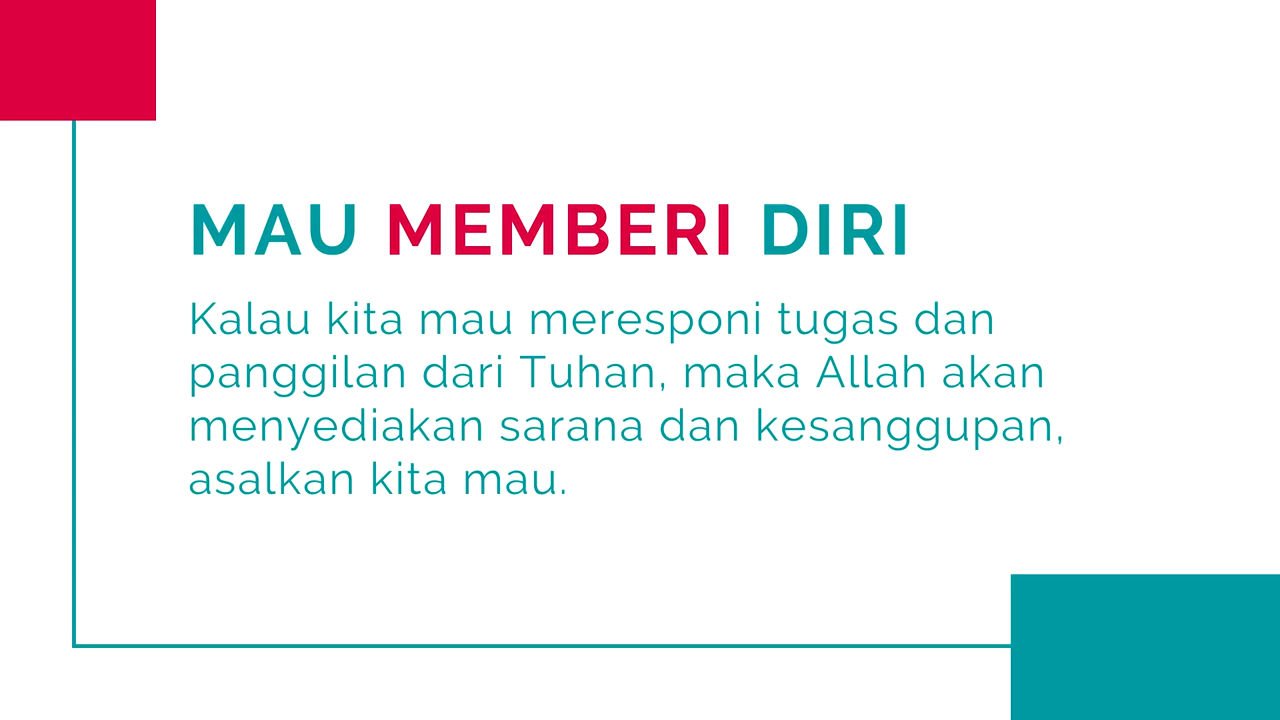 MAU MEMBERI DIRI
Kalau kita mau meresponi tugas dan
panggilan dari Tuhan, maka Allah akan
menyediakan sarana dan kesanggupan,
asalkan kita mau.